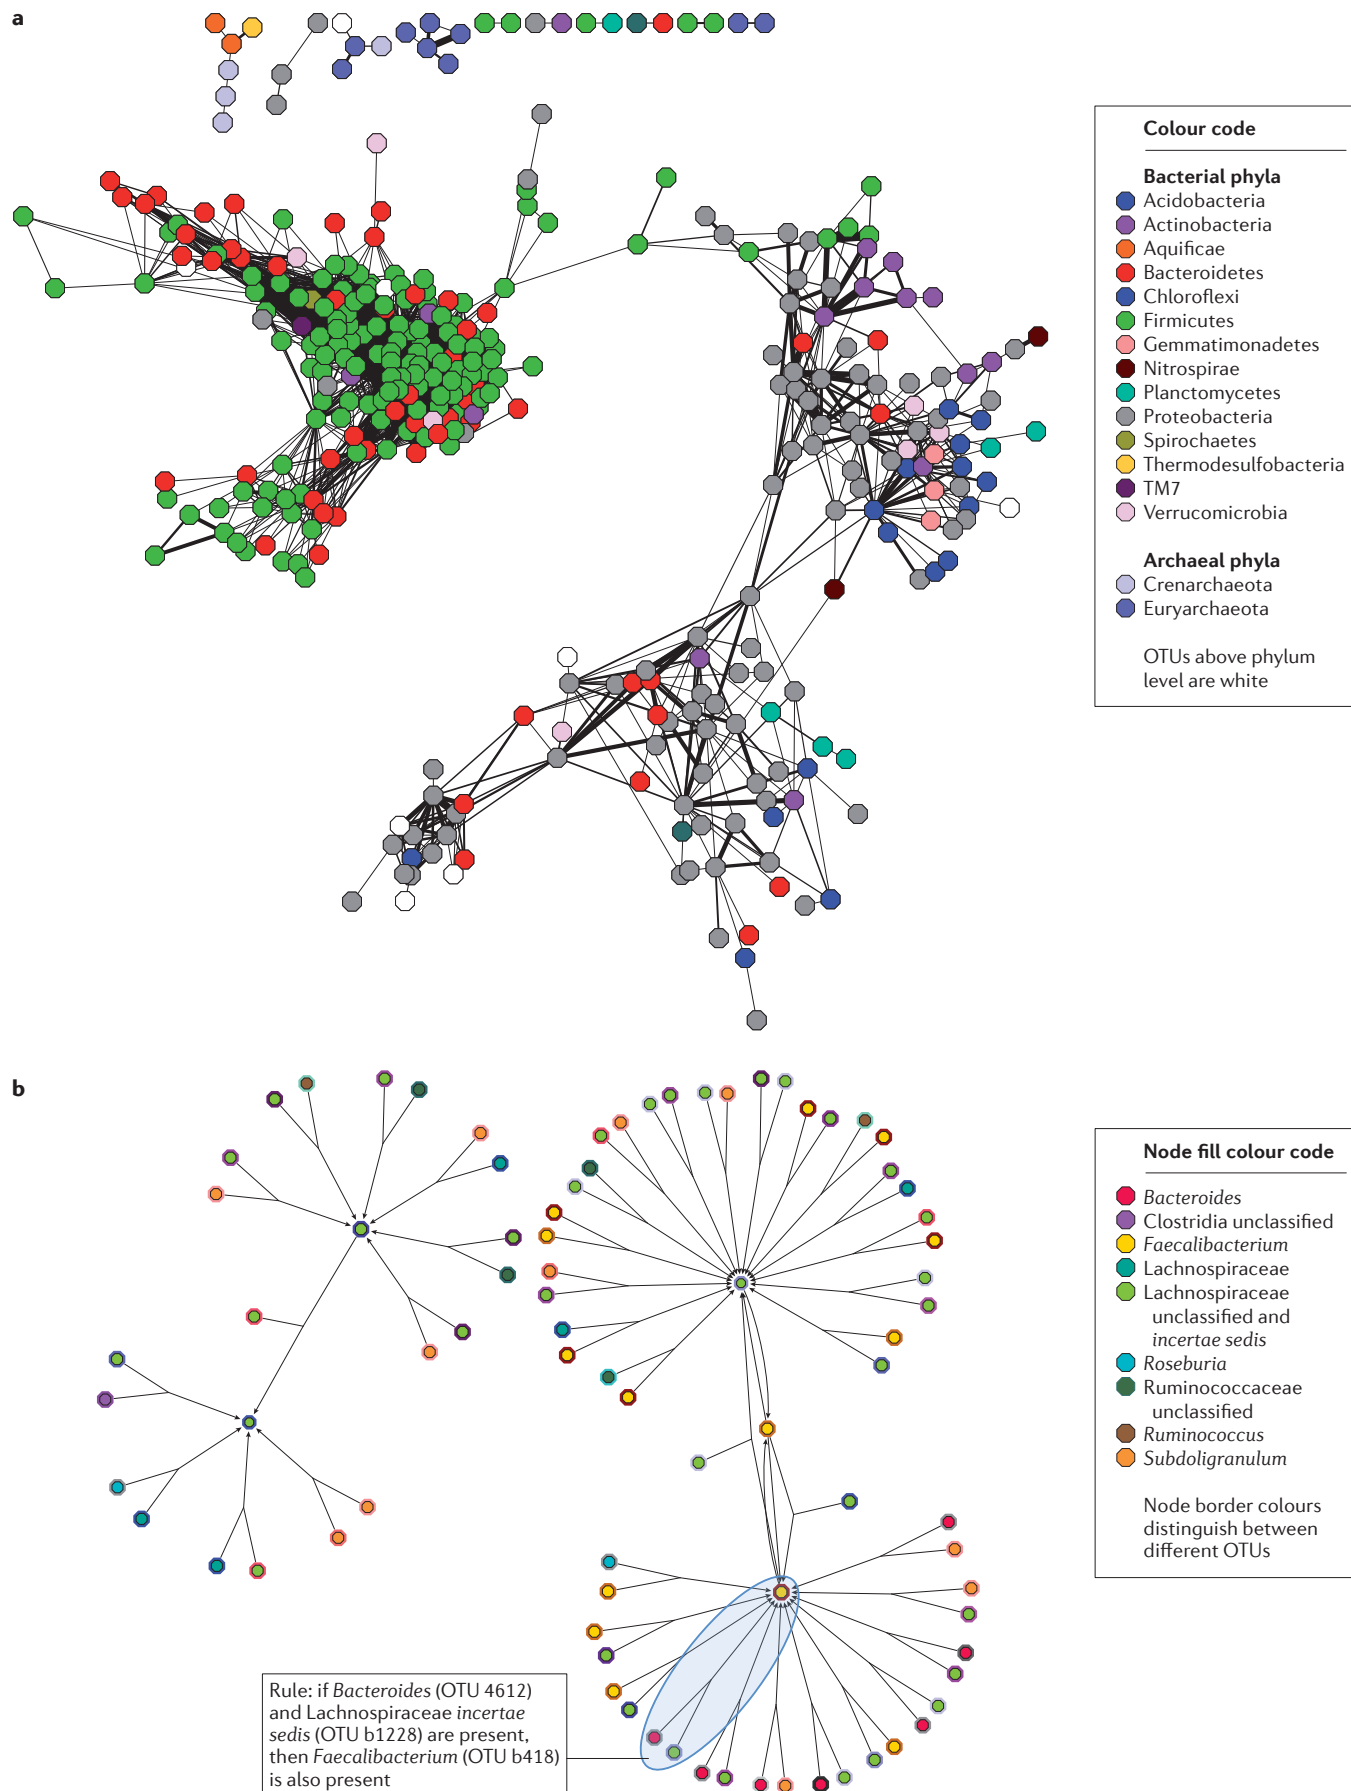 a
Colour code
Bacterial phyla
Acidobacteria
Actinobacteria
Aquificae
Bacteroidetes
Chloroflexi
Firmicutes
Gemmatimonadetes
Nitrospirae
Planctomycetes
Proteobacteria
Spirochaetes
Thermodesulfobacteria
TM7
Verrucomicrobia
Archaeal phyla
Crenarchaeota
Euryarchaeota
OTUs above phylum
level are white
b
Node fill colour code
Bacteroides
Clostridia unclassified
Faecalibacterium
Lachnospiraceae
Lachnospiraceae
unclassified and
incertae sedis
Roseburia
Ruminococcaceae
unclassified
Ruminococcus
Subdoligranulum
Node border colours
distinguish between
different OTUs
Rule: if Bacteroides (OTU 4612)
and Lachnospiraceae incertae
sedis (OTU b1228) are present,
then Faecalibacterium (OTU b418)
is also present